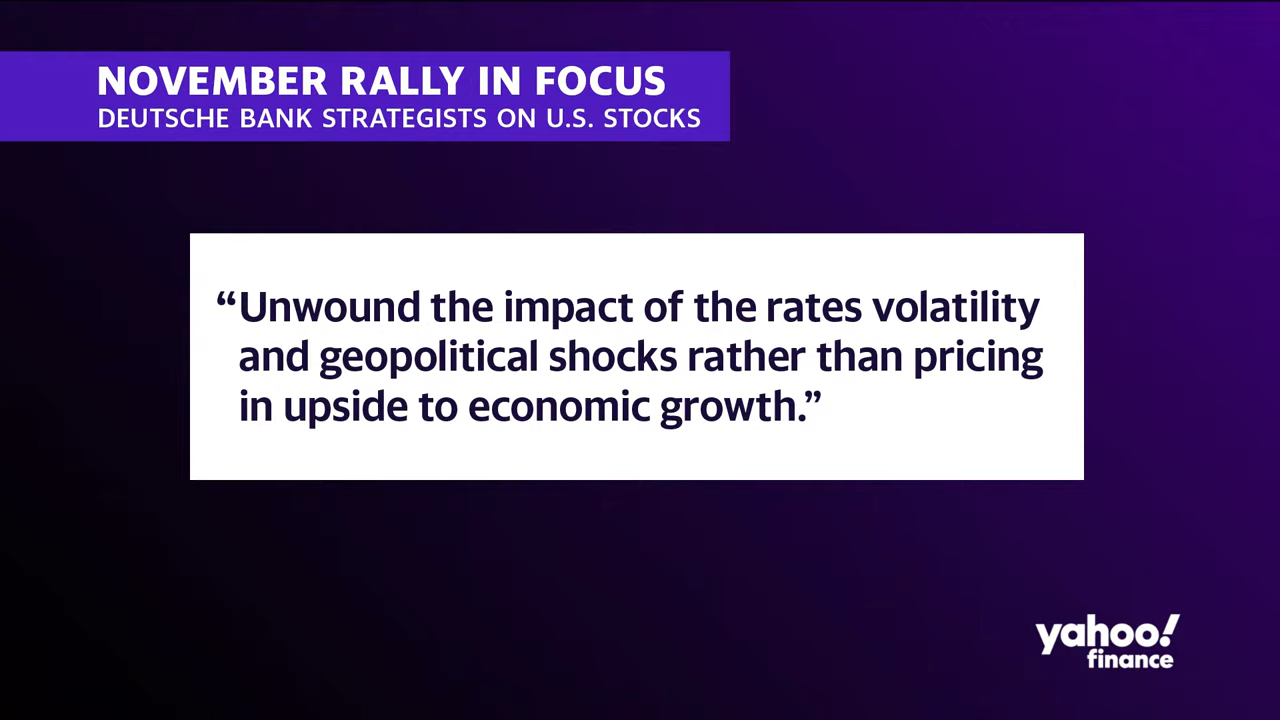 NOVEMBER RALLY IN FOCUS
DEUTSCHE BANK STRATEGISTS ON U.S. STOCKS
“Unwound the impact of the rates volatility
and geopolitical shocks rather than pricing
in upside to economic growth.”
yahoo!
finance